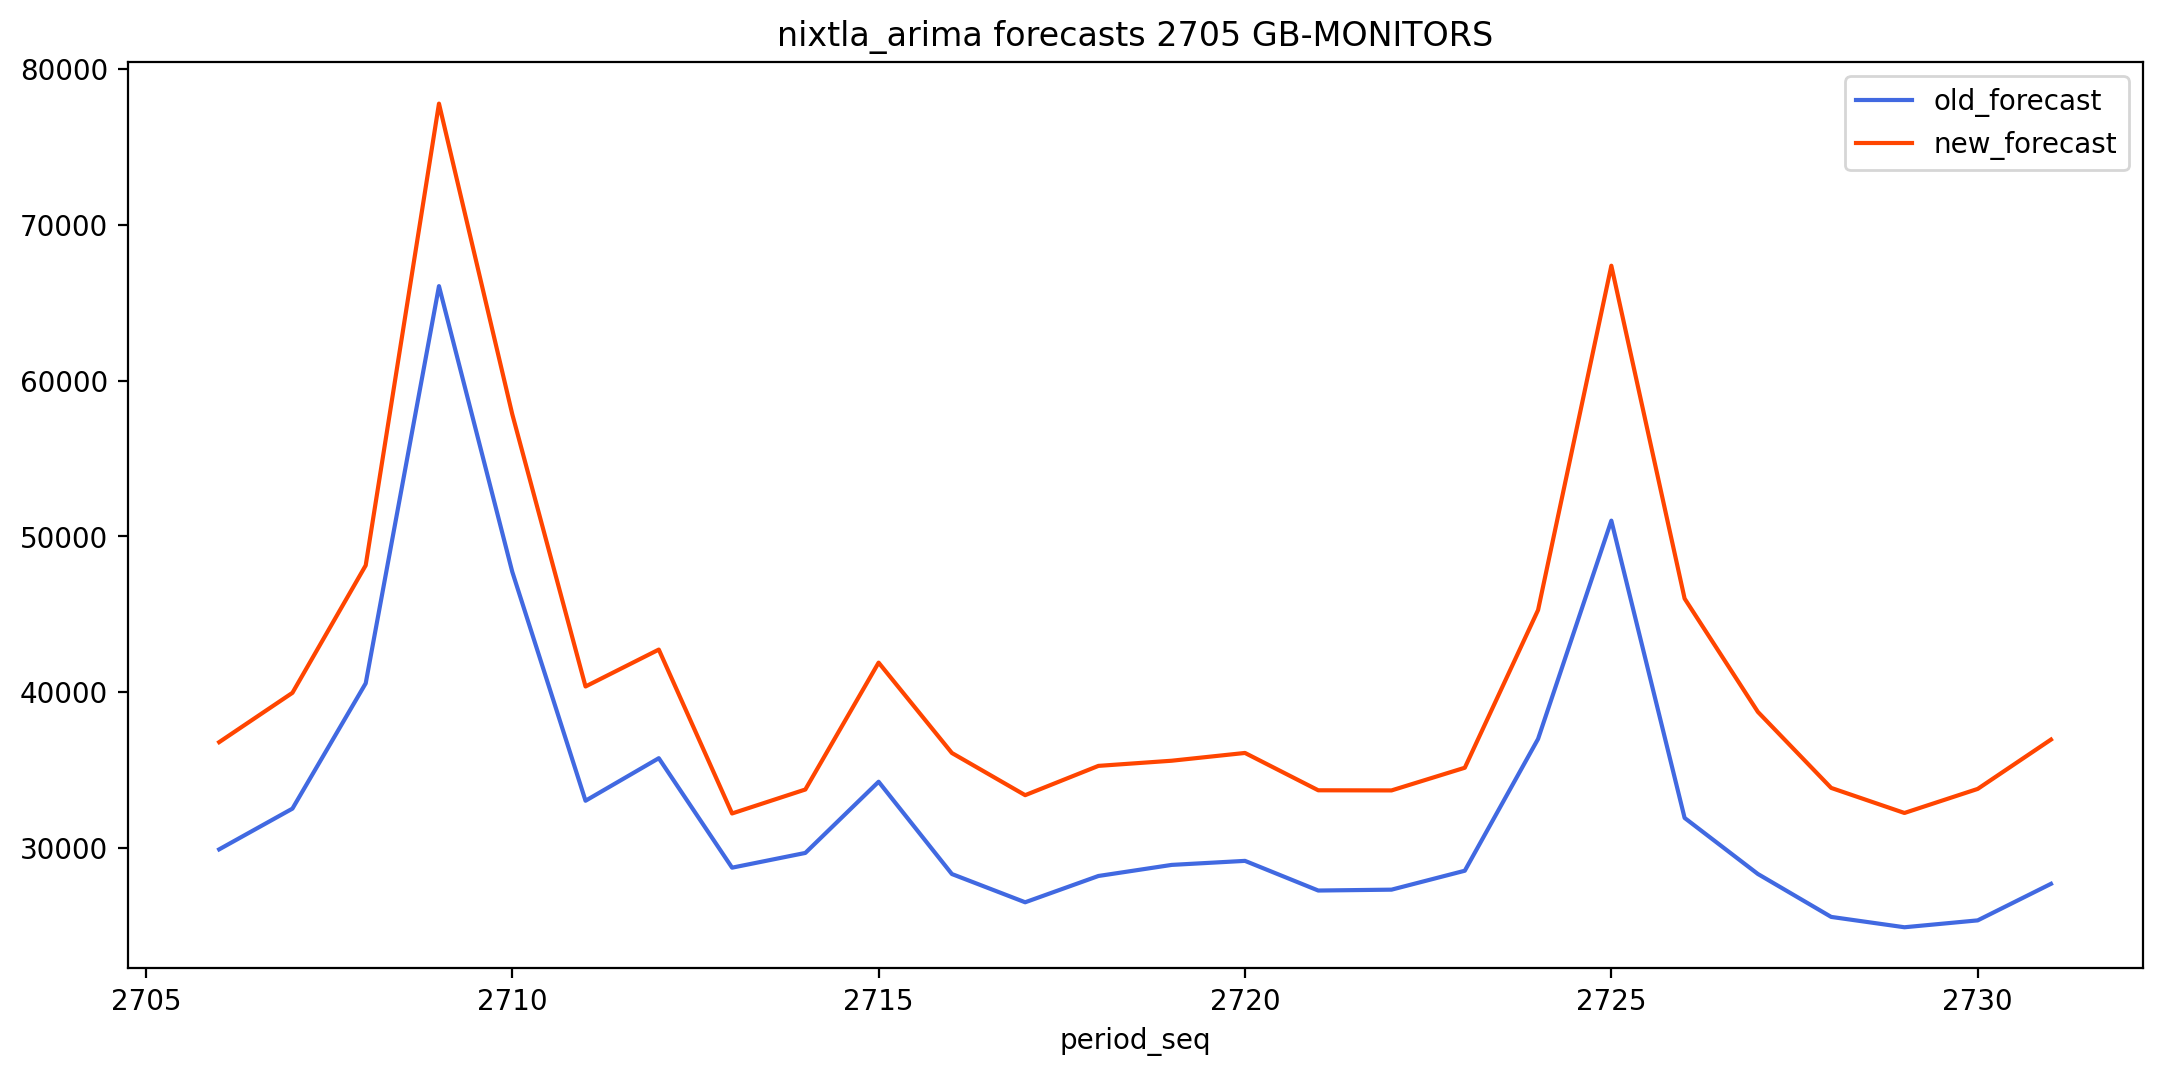 nixtla_arima forecasts 2705 GB-MONITORS
old_forecast
new_forecast
80000
70000
60000
50000
40000
30000
2705 2710 2715 2720 2725 2730
period_seq